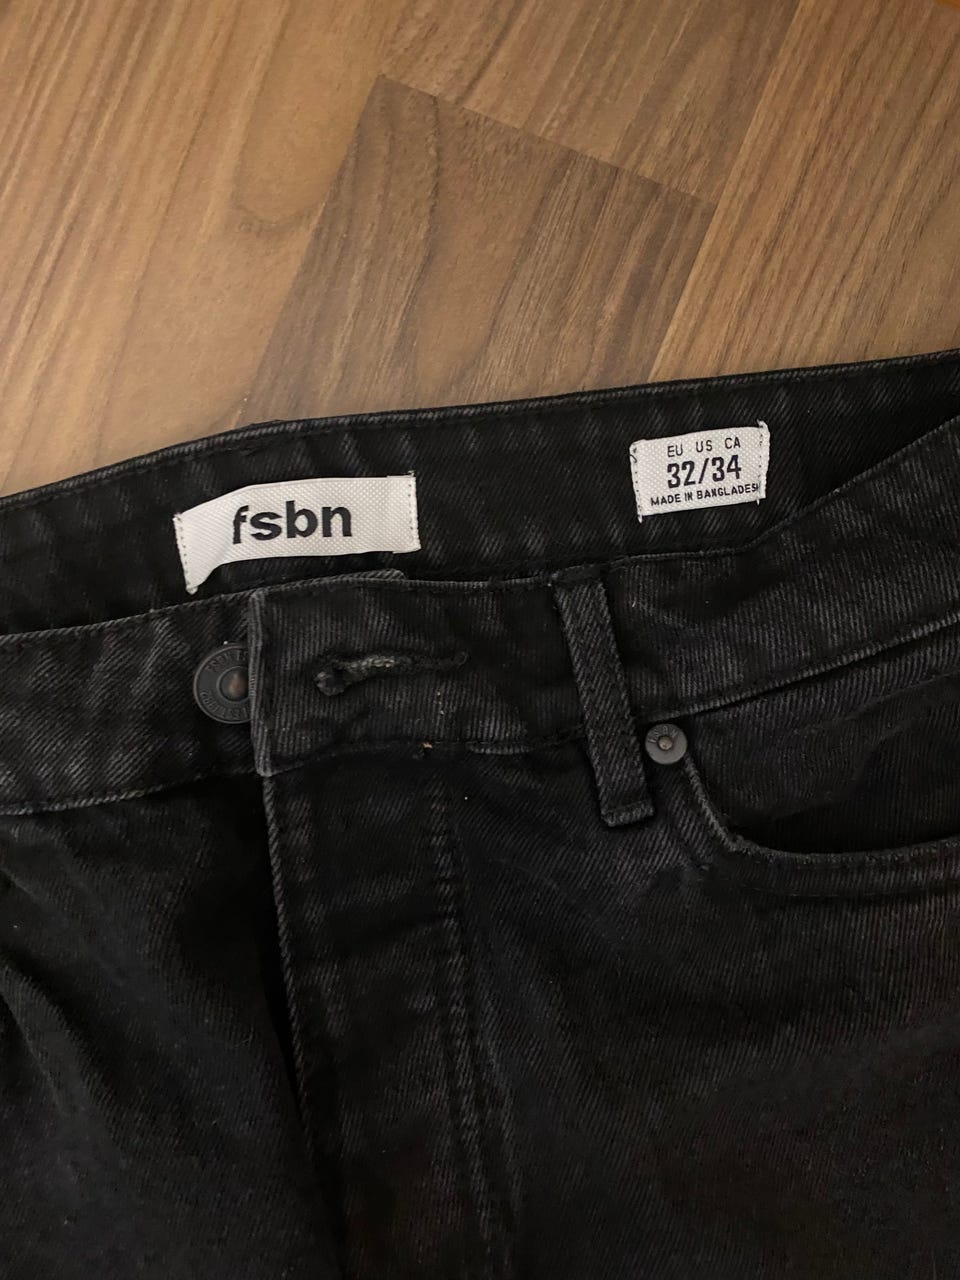 fsbn
EU US CA
32/34
MADE IN BANGLADESH